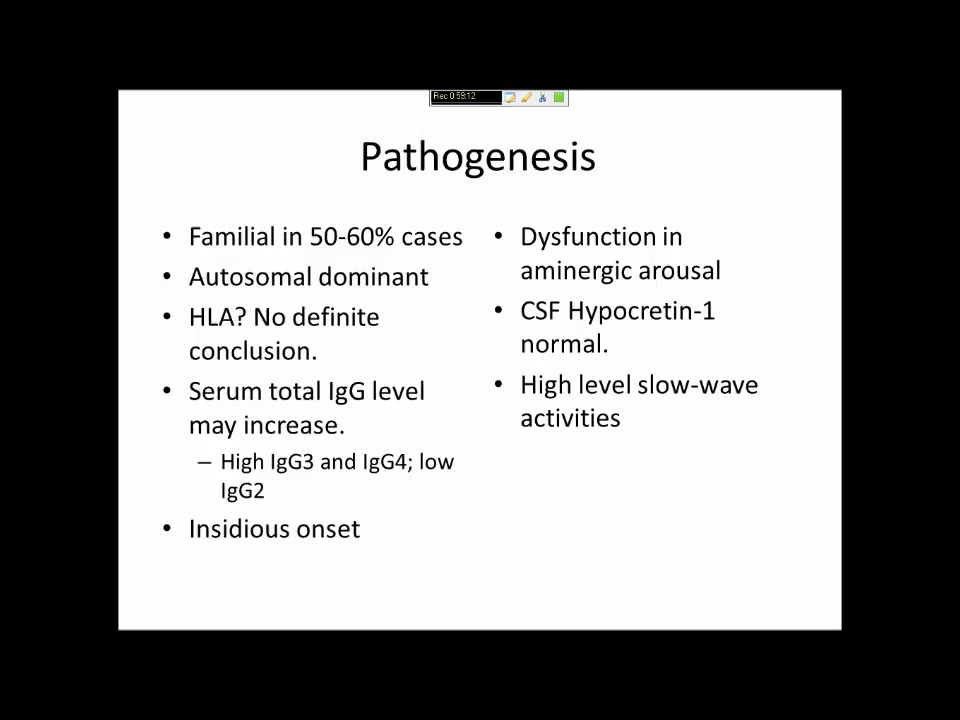 Rec 0:59:12
Pathogenesis
• Familial in 50-60% cases
• Autosomal dominant
• HLA? No definite
conclusion.
• Serum total IgG level
may increase.
– High IgG3 and IgG4; low
IgG2
• Insidious onset
• Dysfunction in
aminergic arousal
• CSF Hypocretin-1
normal.
• High level slow-wave
activities